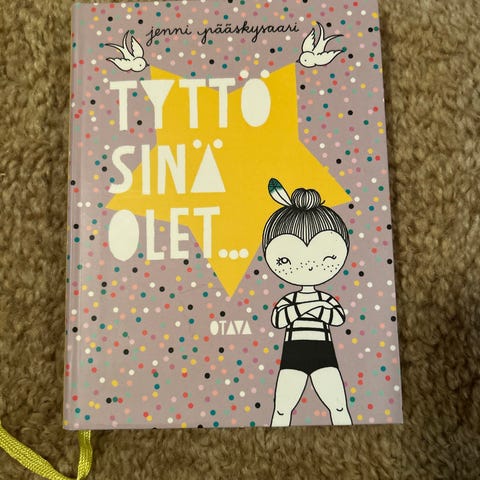 jenni pääskysaari
TYTTÖ
SINÄ
OLET...
OTAVA